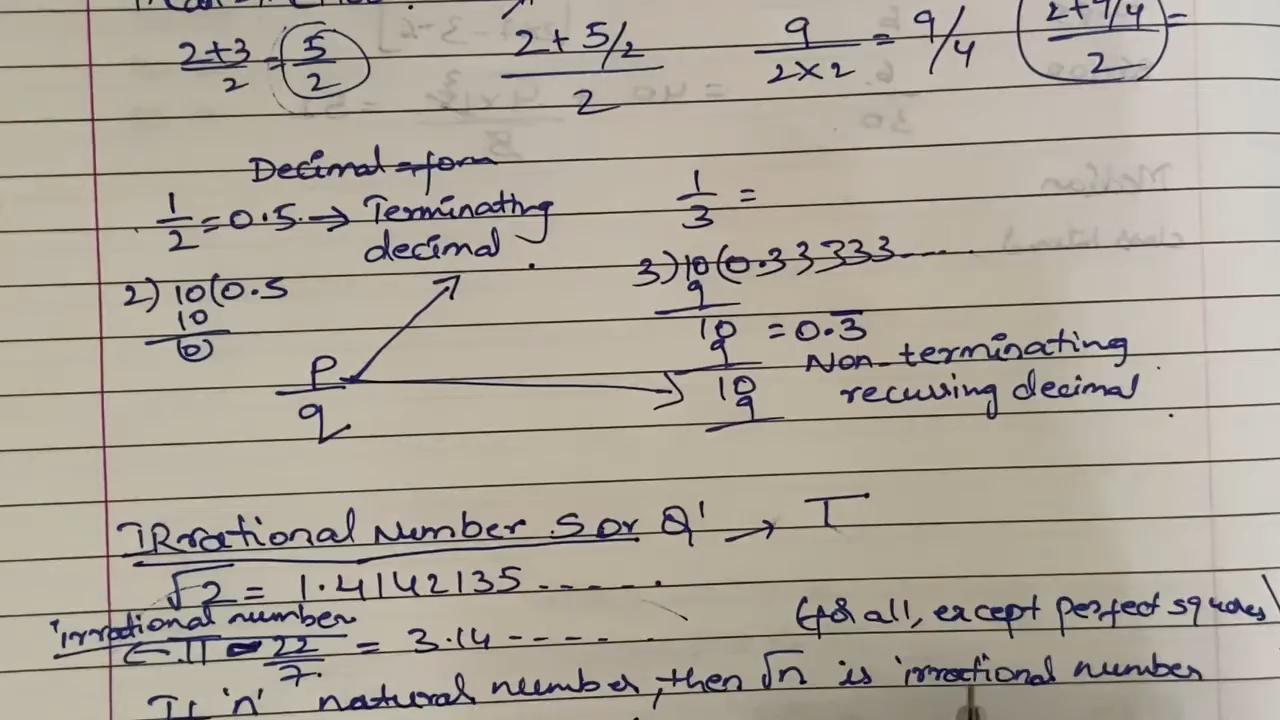 2+3/2 = 5/2
2+5/2/2
9/2×2 = 9/4
2+9/4/2 =
Decimal form
1/2 = 0.5 → Terminating
decimal
2) 10 (0.5
10
0
1/3 =
3) 10 (0.33333.....
9
10 = 0.3̅
9
10
9
Non-terminating
recurring decimal
P/q
IRrational Numbers or Q' → T
√2 = 1.4142135.....
irrational number
← π = 22/7 = 3.14.....
(for all, except perfect squares)
If 'n' natural number, then √n is irrational number